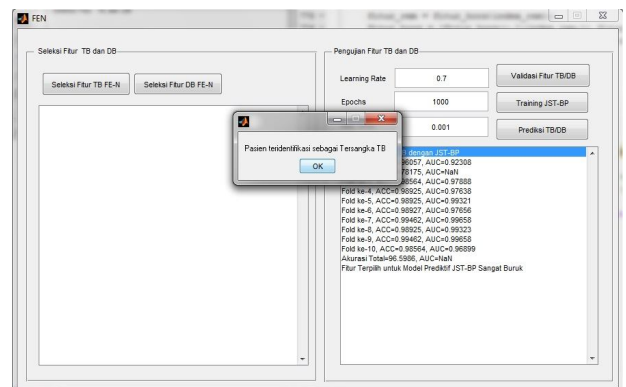 FEN
Seleksi Fitur TB dan DB
Seleksi Fitur TB FE-N
Seleksi Fitur DB FE-N
Pengujian Fitur TB dan DB
Learning Rate
0.7
Validasi Fitur TB/DB
Epochs
1000
Training JST-BP
0.001
Prediksi TB/DB
Pasien teridentifikasi sebagai Tersangka TB
OK
dengan JST-BP
96057, AUC=0.92308
78175, AUC=NaN
98564, AUC=0.97888
Fold ke-4, ACC=0.98925, AUC=0.97638
Fold ke-5, ACC=0.98925, AUC=0.99321
Fold ke-6, ACC=0.98927, AUC=0.97656
Fold ke-7, ACC=0.99462, AUC=0.99658
Fold ke-8, ACC=0.98925, AUC=0.99323
Fold ke-9, ACC=0.99462, AUC=0.99658
Fold ke-10, ACC=0.98564, AUC=0.96899
Akurasi Total=96.5986, AUC=NaN
Fitur Terpilih untuk Model Prediktif JST-BP Sangat Buruk